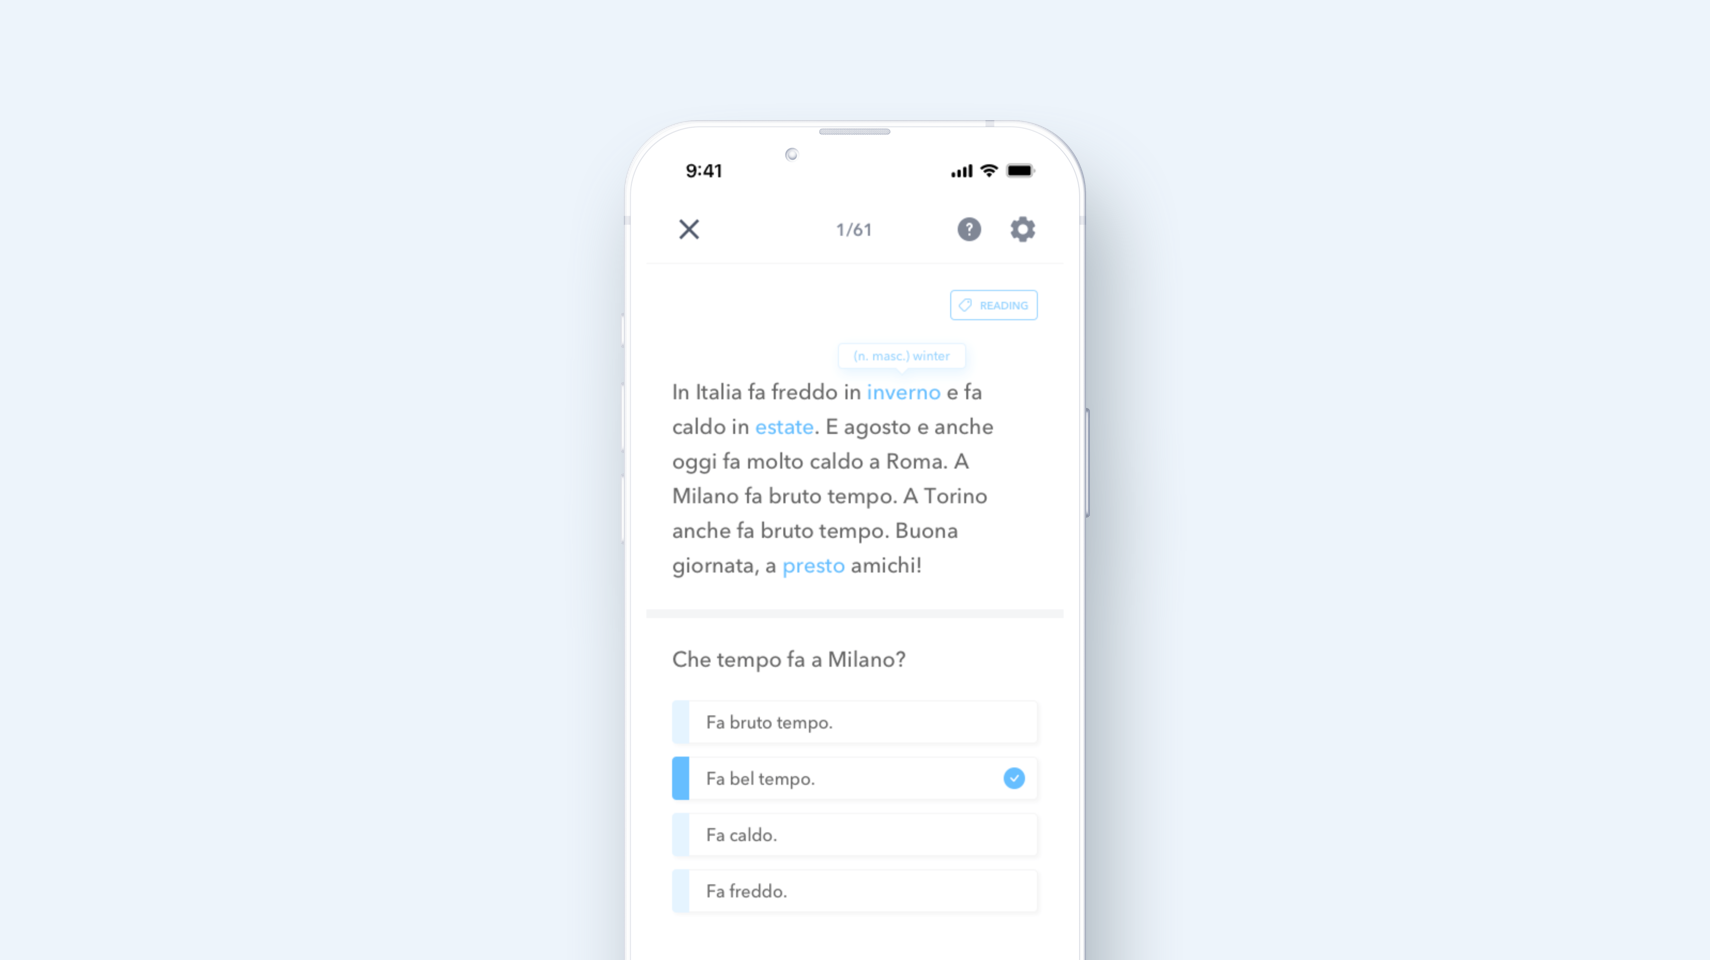 9:41
1/61
READING
(n. masc.) winter
In Italia fa freddo in inverno e fa
caldo in estate. E agosto e anche
oggi fa molto caldo a Roma. A
Milano fa bruto tempo. A Torino
anche fa bruto tempo. Buona
giornata, a presto amichi!
Che tempo fa a Milano?
Fa bruto tempo.
Fa bel tempo.
Fa caldo.
Fa freddo.